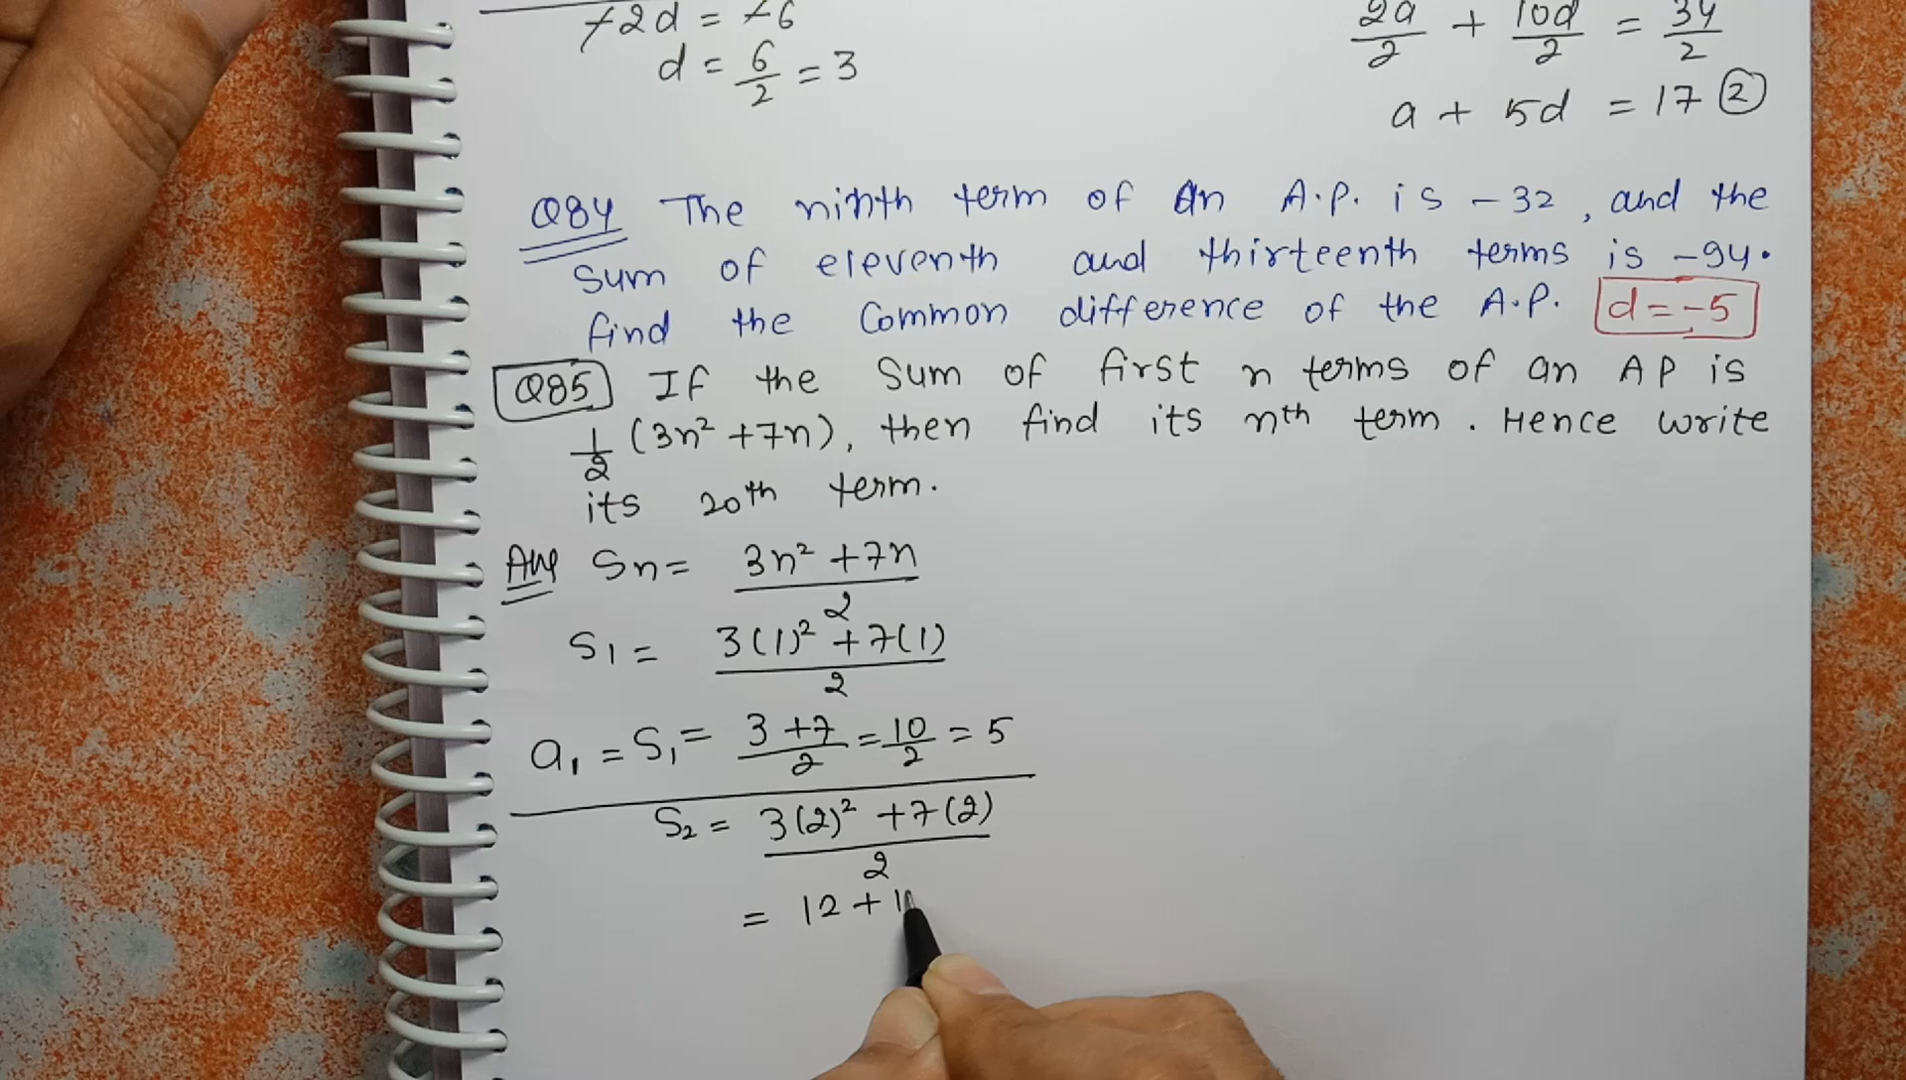 +2d = +6
d = 6/2 = 3
2a/2 + 10d/2 = 34/2
a + 5d = 17 ②
Q84 The ninth term of An A.P. is -32, and the
sum of eleventh and thirteenth terms is -94.
find the Common difference of the A.P. d = -5
Q85 If the Sum of first n terms of an AP is
1/2 (3n² + 7n), then find its nth term. Hence write
its 20th term.
Ans Sn = 3n² + 7n / 2
S1 = 3(1)² + 7(1) / 2
a₁ = S₁ = 3 + 7 / 2 = 10/2 = 5
S₂ = 3(2)² + 7(2) / 2
= 12 + 1